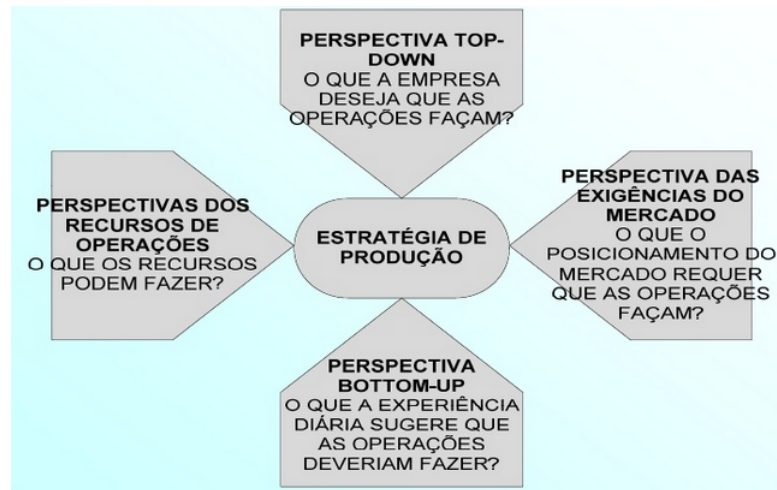 PERSPECTIVA TOP-
DOWN
O QUE A EMPRESA
DESEJA QUE AS
OPERAÇÕES FAÇAM?
PERSPECTIVAS DOS
RECURSOS DE
OPERAÇÕES
O QUE OS RECURSOS
PODEM FAZER?
ESTRATÉGIA DE
PRODUÇÃO
PERSPECTIVA DAS
EXIGÊNCIAS DO
MERCADO
O QUE O
POSICIONAMENTO DO
MERCADO REQUER
QUE AS OPERAÇÕES
FAÇAM?
PERSPECTIVA
BOTTOM-UP
O QUE A EXPERIÊNCIA
DIÁRIA SUGERE QUE
AS OPERAÇÕES
DEVERIAM FAZER?